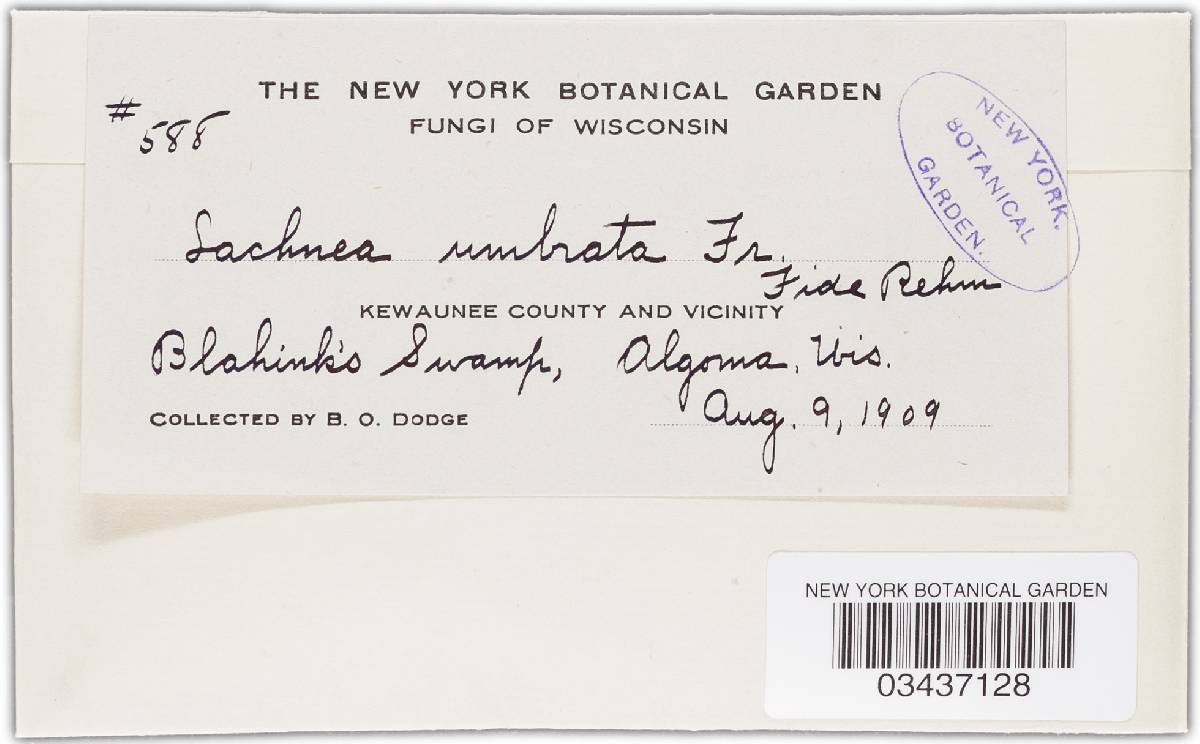 THE NEW YORK BOTANICAL GARDEN
FUNGI OF WISCONSIN
# 588
NEW YORK.
BOTANICAL
GARDEN.
Lachnea umbrata Fr.
Fide Rehm
KEWAUNEE COUNTY AND VICINITY
Blahink's Swamp, Algoma, Wis.
COLLECTED BY B. O. DODGE
Aug. 9, 1909
NEW YORK BOTANICAL GARDEN
03437128